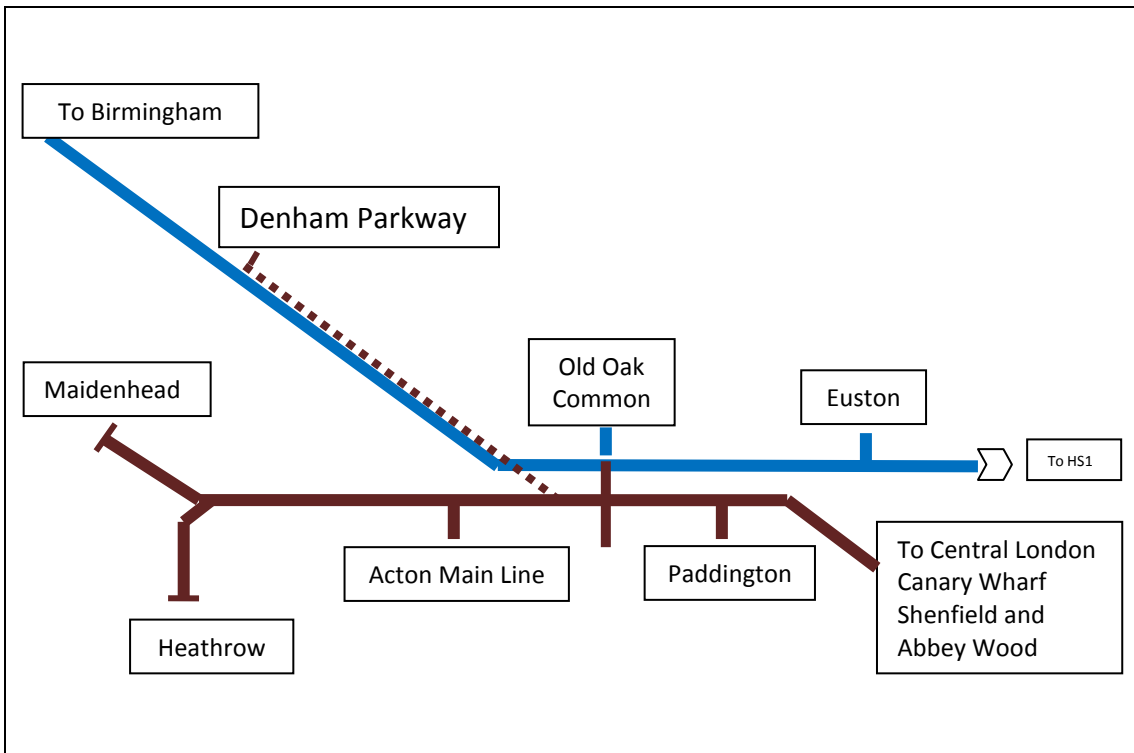 To Birmingham
Denham Parkway
Old Oak
Common
Maidenhead
Euston
To HS1
Acton Main Line
Paddington
To Central London
Canary Wharf
Shenfield and
Abbey Wood
Heathrow